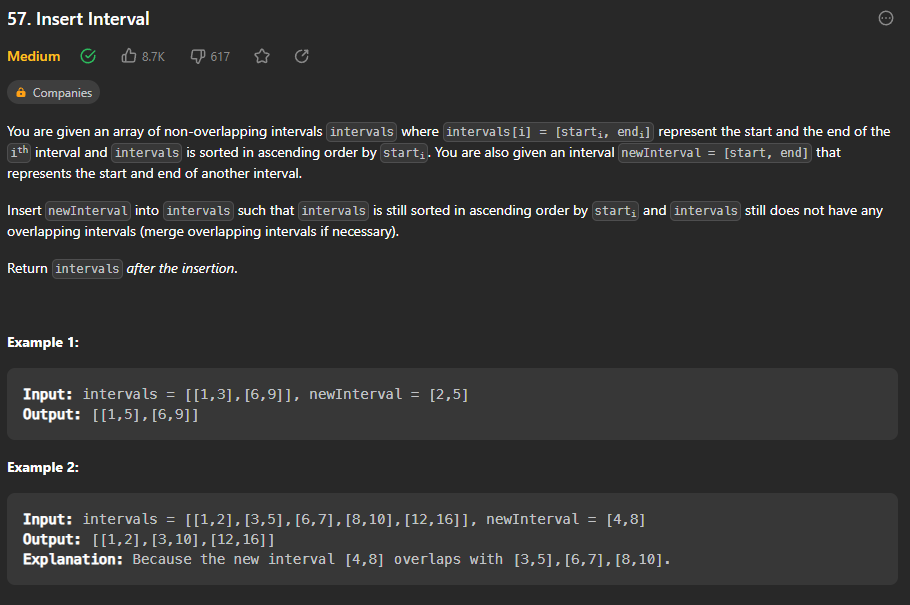 57. Insert Interval
Medium 8.7K 617
Companies
You are given an array of non-overlapping intervals intervals where intervals[i] = [starti, endi] represent the start and the end of the
ith interval and intervals is sorted in ascending order by starti. You are also given an interval newInterval = [start, end] that
represents the start and end of another interval.
Insert newInterval into intervals such that intervals is still sorted in ascending order by starti and intervals still does not have any
overlapping intervals (merge overlapping intervals if necessary).
Return intervals after the insertion.
Example 1:
Input: intervals = [[1,3],[6,9]], newInterval = [2,5]
Output: [[1,5],[6,9]]
Example 2:
Input: intervals = [[1,2],[3,5],[6,7],[8,10],[12,16]], newInterval = [4,8]
Output: [[1,2],[3,10],[12,16]]
Explanation: Because the new interval [4,8] overlaps with [3,5],[6,7],[8,10].